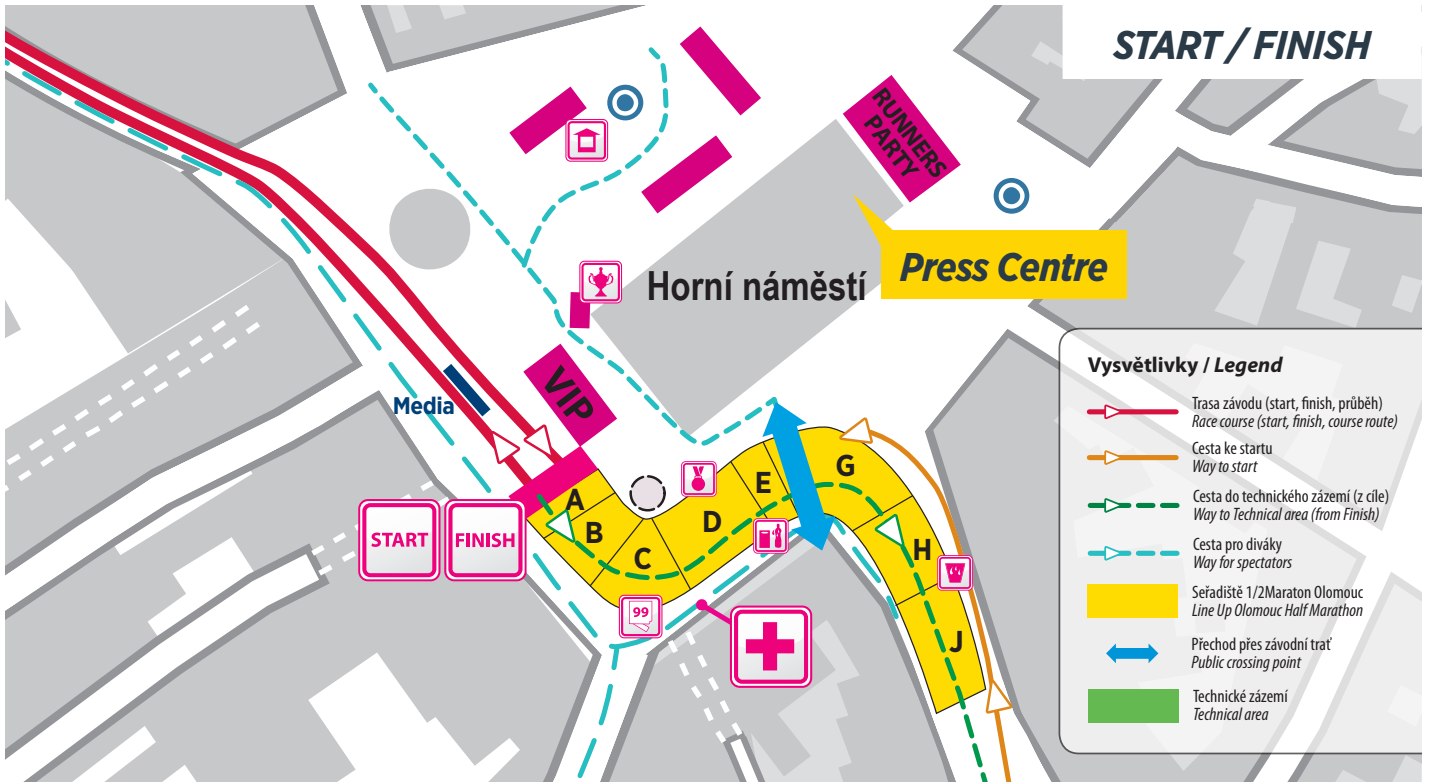 START / FINISH
RUNNERS
PARTY
Press Centre
Horní náměstí
VIP
Media
START
FINISH
A
B
C
D
E
G
H
J
99
Vysvětlivky / Legend
Trasa závodu (start, finish, průběh)
Race course (start, finish, course route)
Cesta ke startu
Way to start
Cesta do technického zázemí (z cíle)
Way to Technical area (from Finish)
Cesta pro diváky
Way for spectators
Seřadiště 1/2Maraton Olomouc
Line Up Olomouc Half Marathon
Přechod přes závodní trať
Public crossing point
Technické zázemí
Technical area